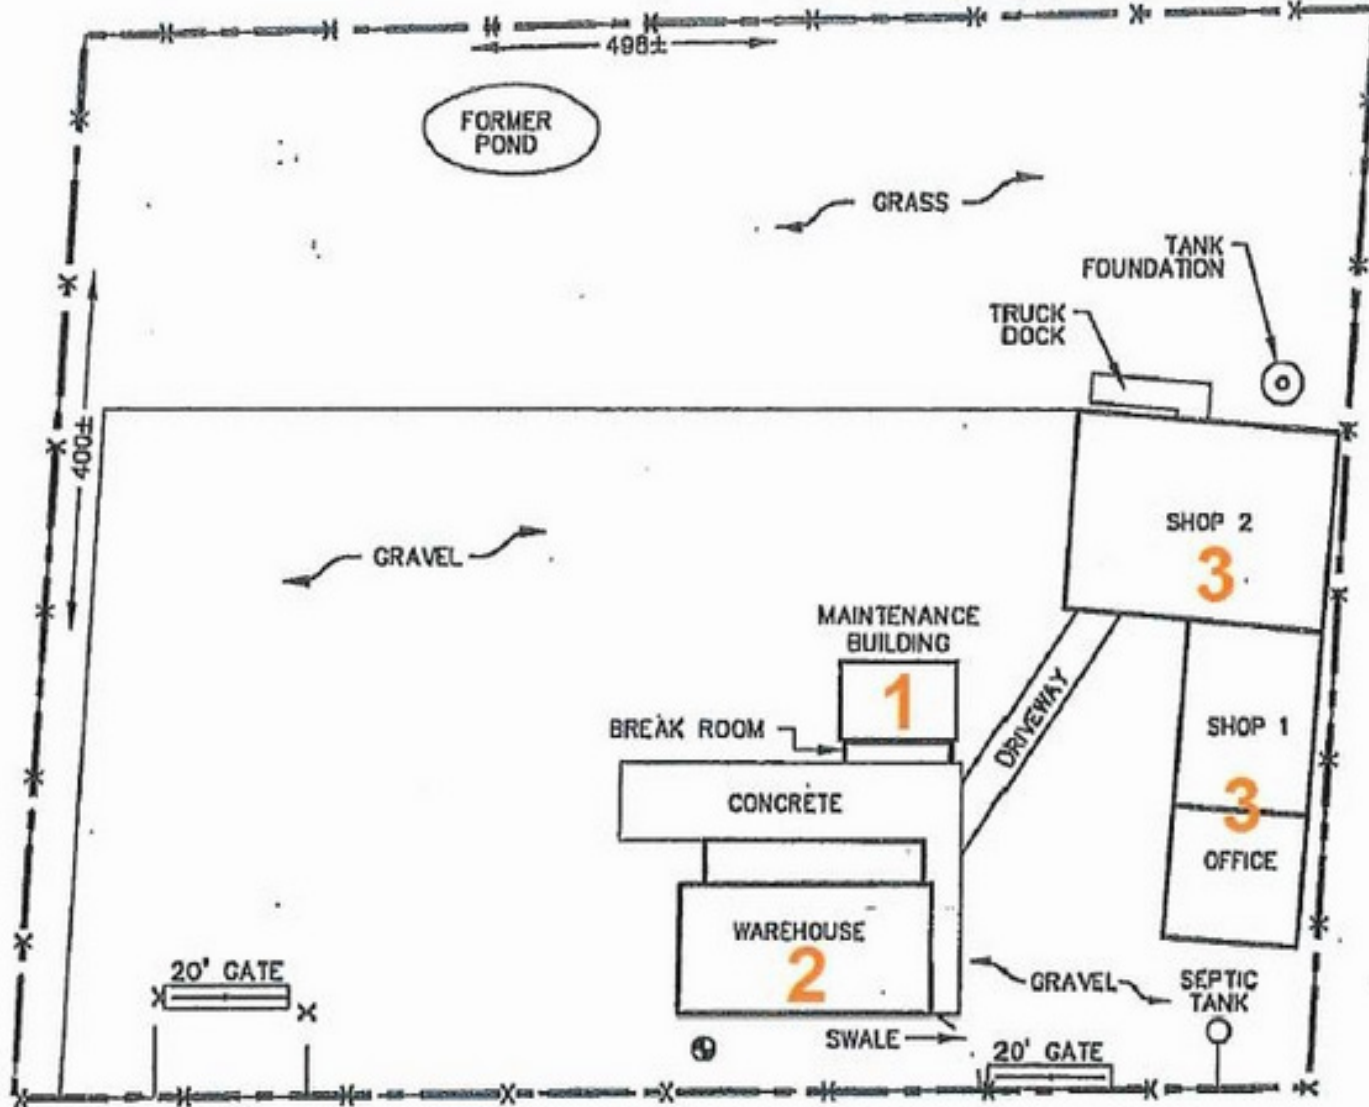 498±
FORMER
POND
GRASS
TANK
FOUNDATION
TRUCK
DOCK
400±
SHOP 2
3
GRAVEL
MAINTENANCE
BUILDING
1
BREAK ROOM
DRIVEWAY
SHOP 1
3
CONCRETE
OFFICE
WAREHOUSE
2
20' GATE
GRAVEL
SEPTIC
TANK
SWALE
20' GATE